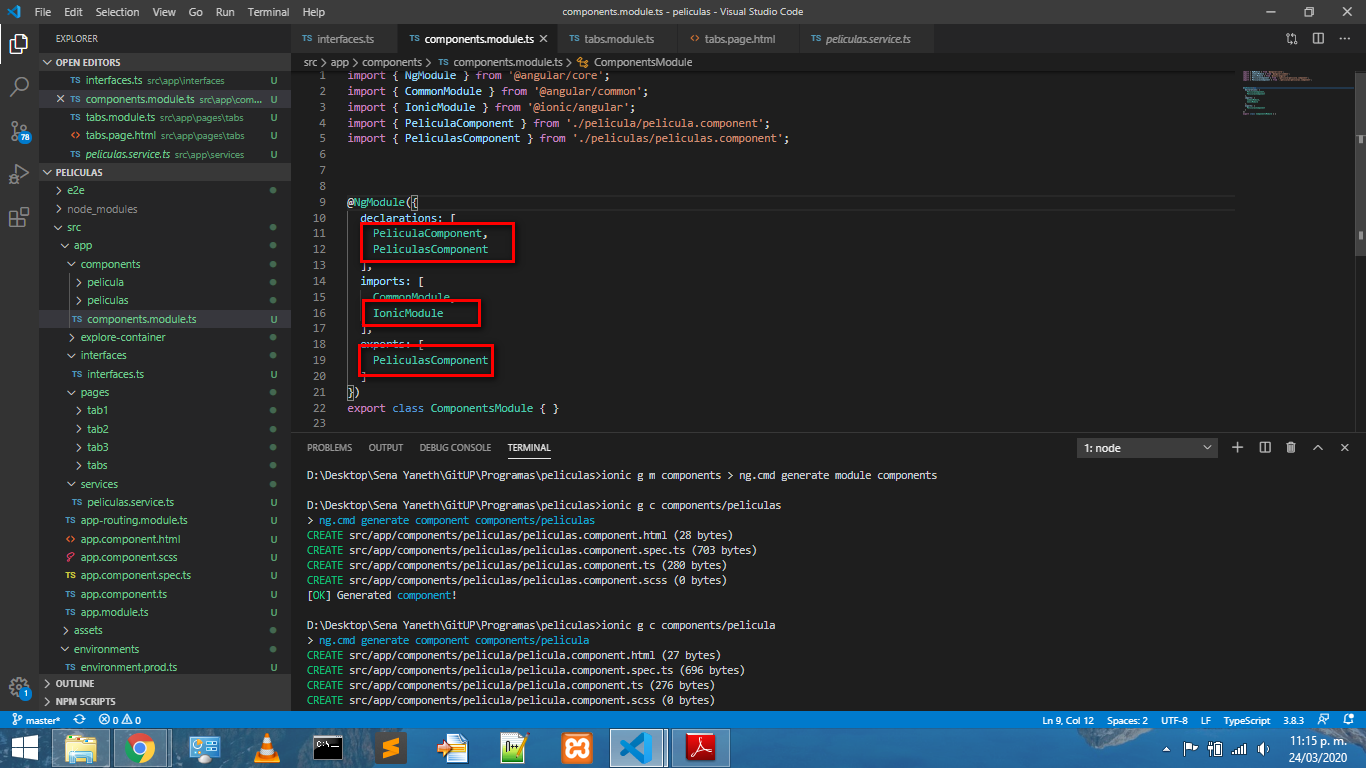 File Edit Selection View Go Run Terminal Help
components.module.ts - peliculas - Visual Studio Code
EXPLORER
OPEN EDITORS
TS interfaces.ts src\app\interfaces U
TS components.module.ts src\app\com... U
TS tabs.module.ts src\app\pages\tabs U
tabs.page.html src\app\pages\tabs U
TS peliculas.service.ts src\app\services U
PELICULAS
e2e
node_modules
src
app
components
pelicula
peliculas
TS components.module.ts U
explore-container
interfaces
TS interfaces.ts U
pages
tab1
tab2
tab3
tabs
services
TS peliculas.service.ts U
TS app-routing.module.ts U
app.component.html U
app.component.scss U
TS app.component.spec.ts U
TS app.component.ts U
TS app.module.ts U
assets
environments
TS environment.prod.ts U
OUTLINE
NPM SCRIPTS
78
1
TS interfaces.ts TS components.module.ts TS tabs.module.ts <> tabs.page.html TS peliculas.service.ts
src > app > components > TS components.module.ts > ComponentsModule
1 import { NgModule } from '@angular/core';
2 import { CommonModule } from '@angular/common';
3 import { IonicModule } from '@ionic/angular';
4 import { PeliculaComponent } from './pelicula/pelicula.component';
5 import { PeliculasComponent } from './peliculas/peliculas.component';
6
7
8
9 @NgModule({
10 declarations: [
11 PeliculaComponent,
12 PeliculasComponent
13 ],
14 imports: [
15 CommonModule,
16 IonicModule
17 ],
18 exports: [
19 PeliculasComponent
20 ]
21 })
22 export class ComponentsModule { }
23
PROBLEMS OUTPUT DEBUG CONSOLE TERMINAL
1: node
D:\Desktop\Sena Yaneth\GitUP\Programas\peliculas>ionic g m components > ng.cmd generate module components
D:\Desktop\Sena Yaneth\GitUP\Programas\peliculas>ionic g c components/peliculas
> ng.cmd generate component components/peliculas
CREATE src/app/components/peliculas/peliculas.component.html (28 bytes)
CREATE src/app/components/peliculas/peliculas.component.spec.ts (703 bytes)
CREATE src/app/components/peliculas/peliculas.component.ts (280 bytes)
CREATE src/app/components/peliculas/peliculas.component.scss (0 bytes)
[OK] Generated component!
D:\Desktop\Sena Yaneth\GitUP\Programas\peliculas>ionic g c components/pelicula
> ng.cmd generate component components/pelicula
CREATE src/app/components/pelicula/pelicula.component.html (27 bytes)
CREATE src/app/components/pelicula/pelicula.component.spec.ts (696 bytes)
CREATE src/app/components/pelicula/pelicula.component.ts (276 bytes)
CREATE src/app/components/pelicula/pelicula.component.scss (0 bytes)
master* 0 0
Ln 9, Col 12 Spaces: 2 UTF-8 LF TypeScript 3.8.3
11:15 p. m.
24/03/2020